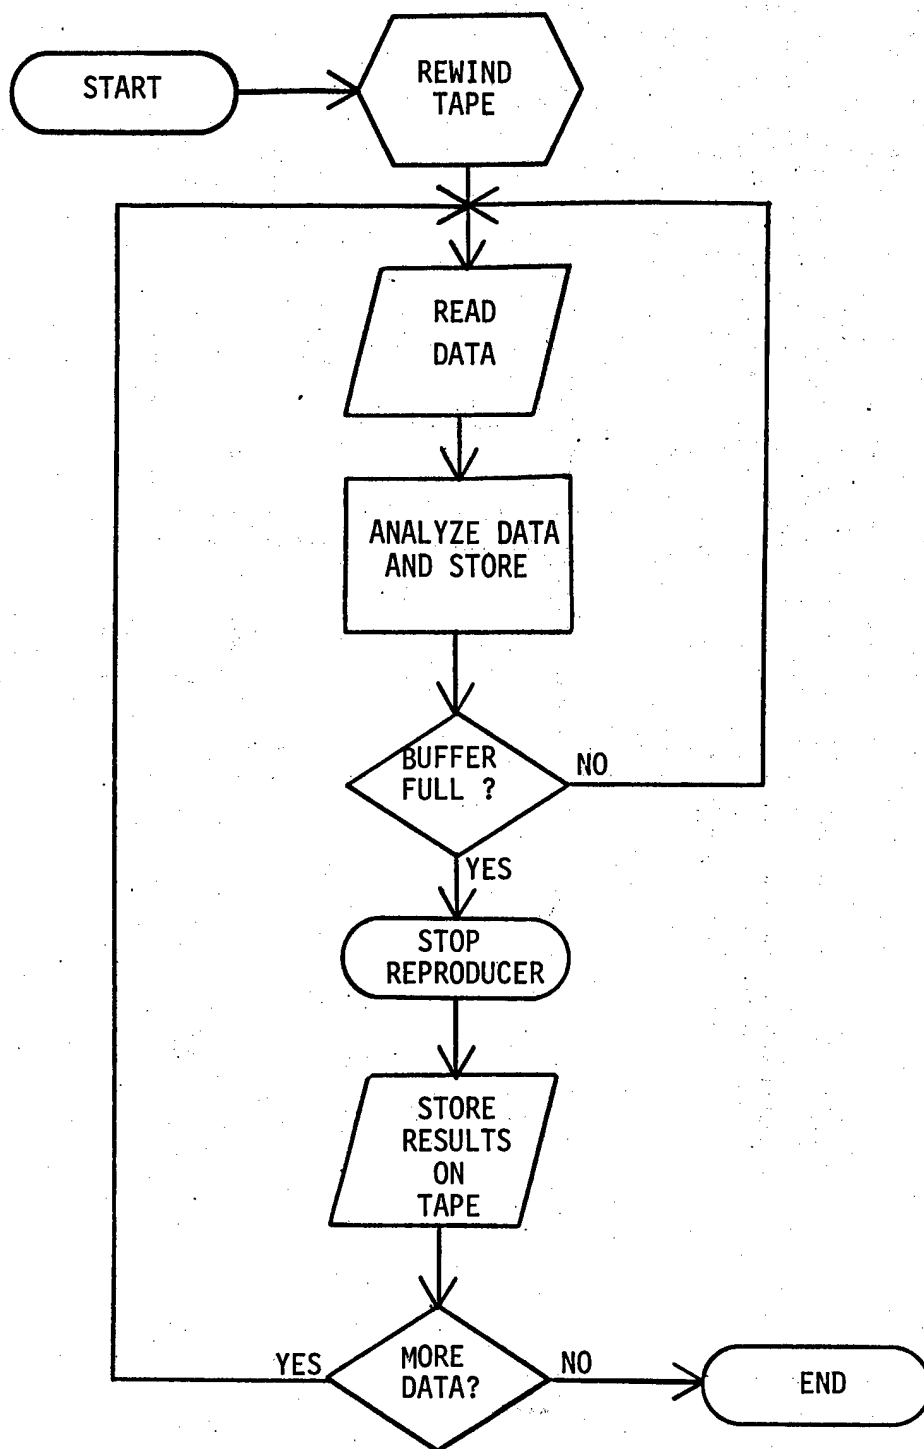 START
REWIND
TAPE
READ
DATA
ANALYZE DATA
AND STORE
BUFFER
FULL ?
NO
YES
STOP
REPRODUCER
STORE
RESULTS
ON
TAPE
YES
MORE
DATA?
NO
END